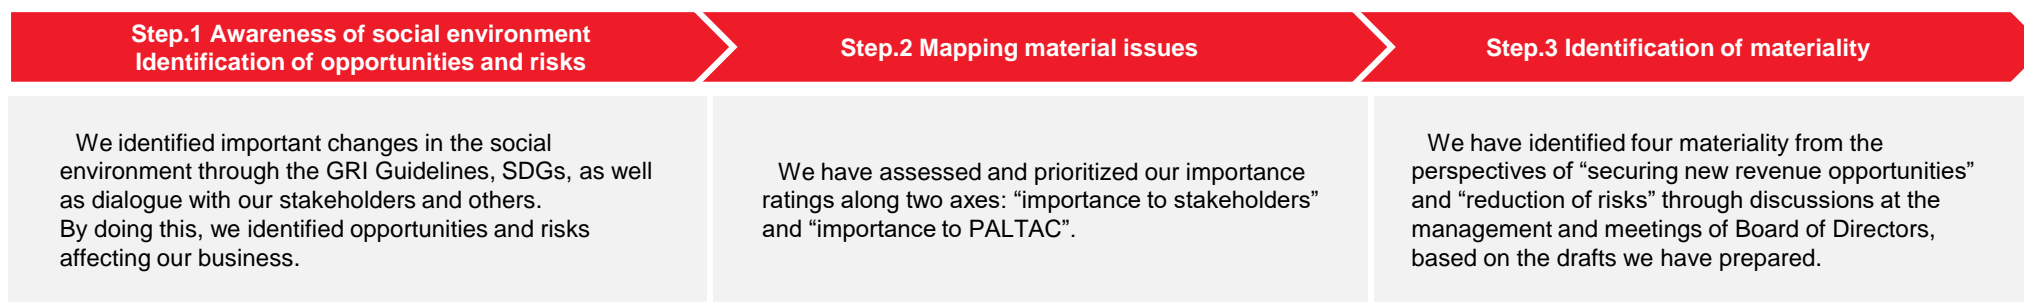 Step.1 Awareness of social environment
Identification of opportunities and risks
We identified important changes in the social
environment through the GRI Guidelines, SDGs, as well
as dialogue with our stakeholders and others.
By doing this, we identified opportunities and risks
affecting our business.
Step.2 Mapping material issues
We have assessed and prioritized our importance
ratings along two axes: “importance to stakeholders”
and “importance to PALTAC”.
Step.3 Identification of materiality
We have identified four materiality from the
perspectives of “securing new revenue opportunities”
and “reduction of risks” through discussions at the
management and meetings of Board of Directors,
based on the drafts we have prepared.